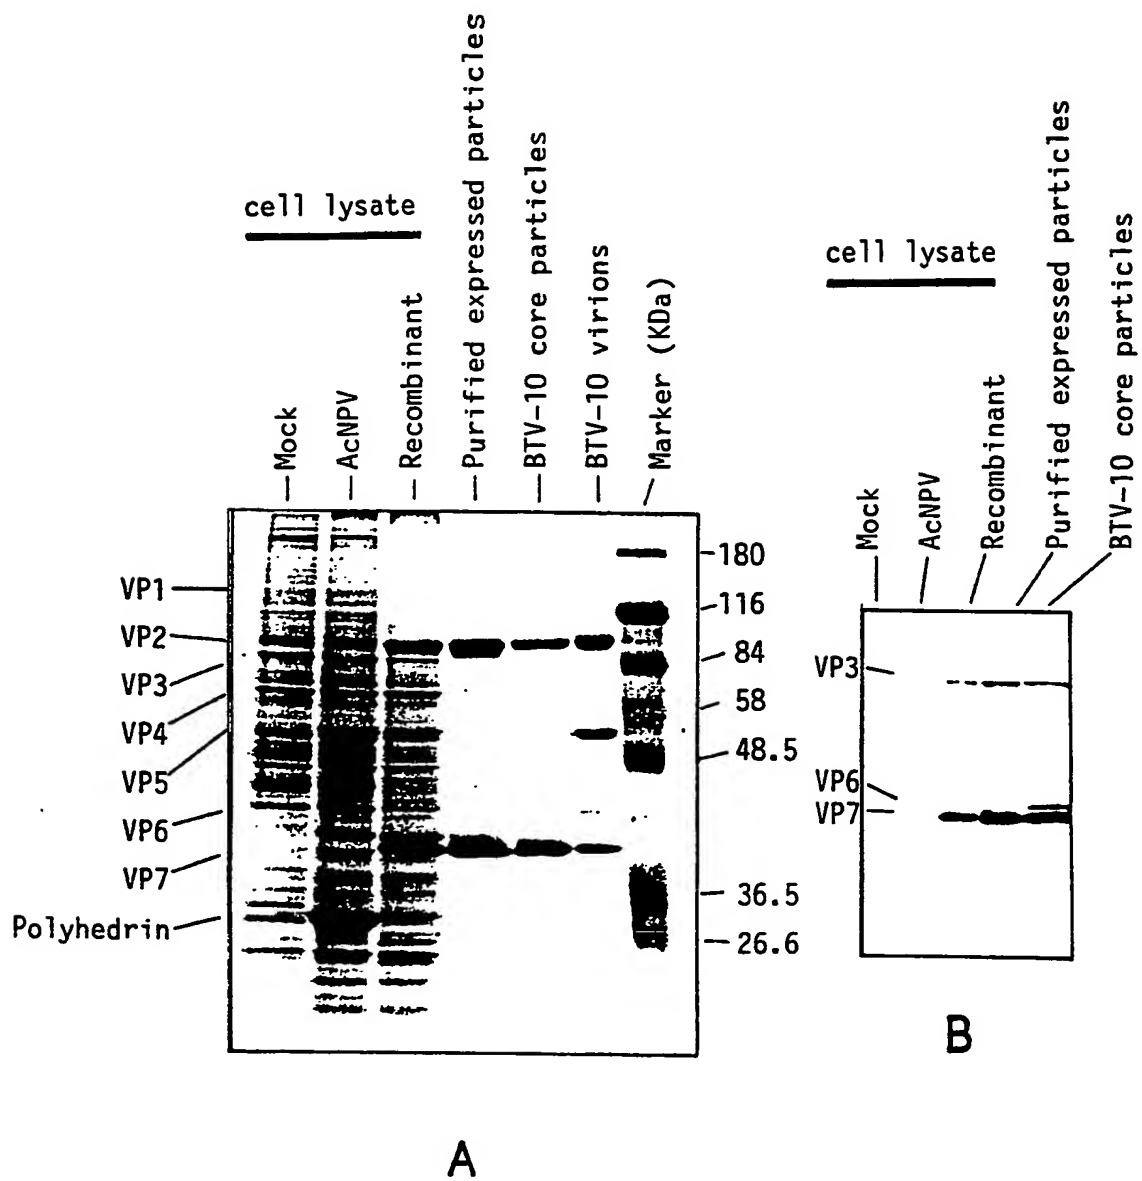 cell lysate
Mock
AcNPV
Recombinant
Purified expressed particles
BTV-10 core particles
BTV-10 virions
Marker (KDa)
VP1
VP2
VP3
VP4
VP5
VP6
VP7
Polyhedrin
180
116
84
58
48.5
36.5
26.6
A
cell lysate
Mock
AcNPV
Recombinant
Purified expressed particles
BTV-10 core particles
VP3
VP6
VP7
B